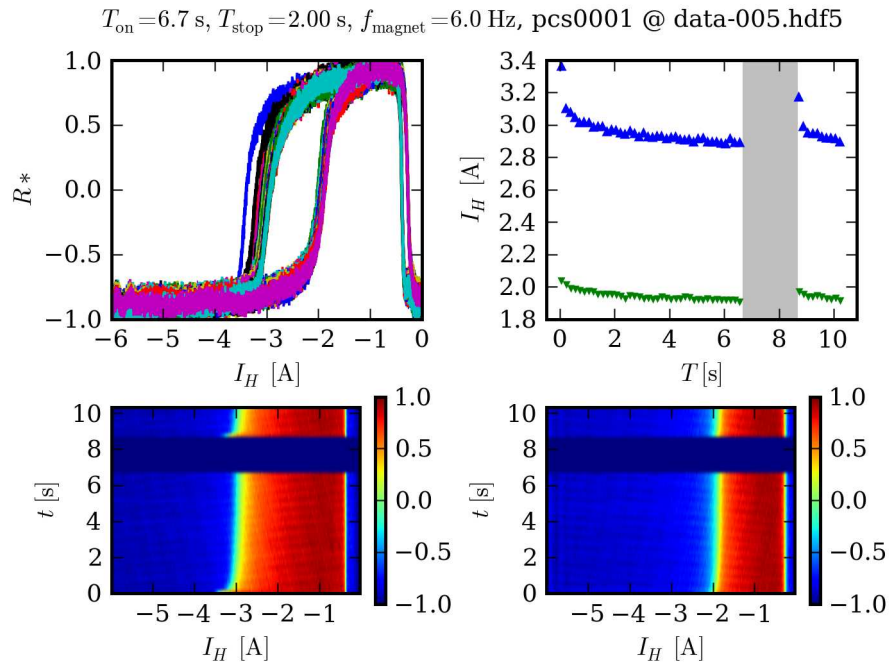 T_on=6.7 s, T_stop=2.00 s, f_magnet=6.0 Hz, pcs0001 @ data-005.hdf5
1.0
0.5
0.0
−0.5
−1.0
R*
−6 −5 −4 −3 −2 −1 0
I_H [A]
3.4
3.2
3.0
2.8
2.6
2.4
2.2
2.0
1.8
I_H [A]
0 2 4 6 8 10
T[s]
10
8
6
4
2
0
t[s]
−5 −4 −3 −2 −1
I_H [A]
1.0
0.5
0.0
−0.5
−1.0
10
8
6
4
2
0
t[s]
−5 −4 −3 −2 −1
I_H [A]
1.0
0.5
0.0
−0.5
−1.0